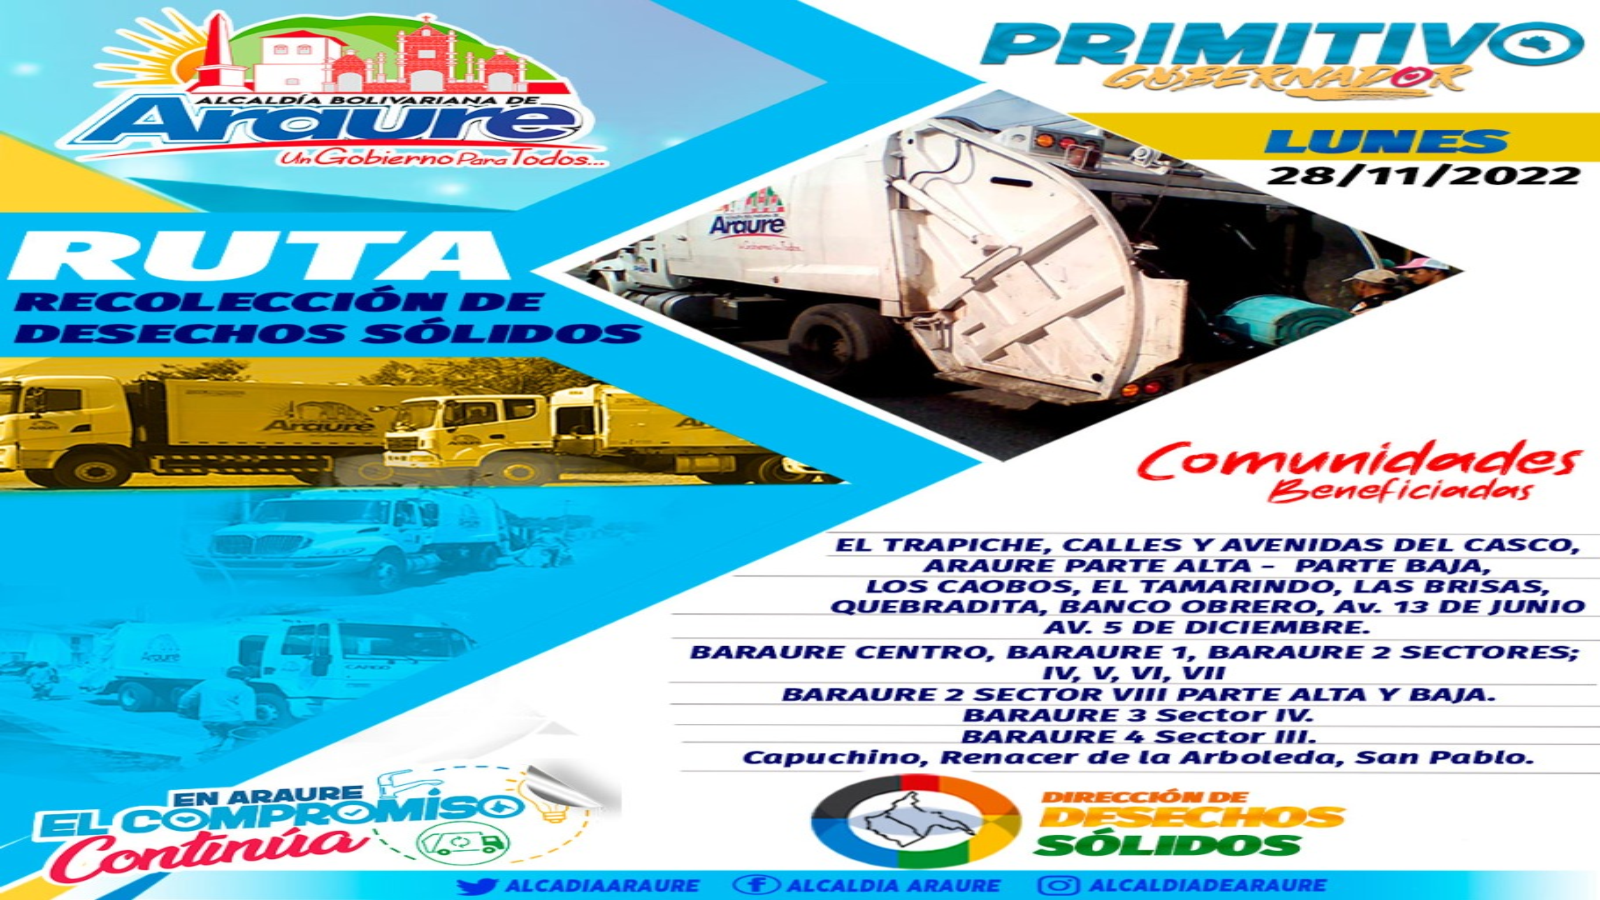 ALCALDÍA BOLIVARIANA DE
Araure
Un Gobierno Para Todos...
PRIMITIVO
GOBERNADOR
LUNES
28/11/2022
RUTA
RECOLECCIÓN DE
DESECHOS SÓLIDOS
Araure
Araure
Araure
Comunidades
Beneficiadas
EL TRAPICHE, CALLES Y AVENIDAS DEL CASCO,
ARAURE PARTE ALTA - PARTE BAJA,
LOS CAOBOS, EL TAMARINDO, LAS BRISAS,
QUEBRADITA, BANCO OBRERO, Av. 13 DE JUNIO
AV. 5 DE DICIEMBRE.
BARAURE CENTRO, BARAURE 1, BARAURE 2 SECTORES;
IV, V, VI, VII
BARAURE 2 SECTOR VIII PARTE ALTA Y BAJA.
BARAURE 3 Sector IV.
BARAURE 4 Sector III.
Capuchino, Renacer de la Arboleda, San Pablo.
EN ARAURE
EL COMPROMISO
Continúa
DIRECCIÓN DE
DESECHOS
SÓLIDOS
ALCADIAARAURE
ALCALDIA ARAURE
ALCALDIADEARAURE